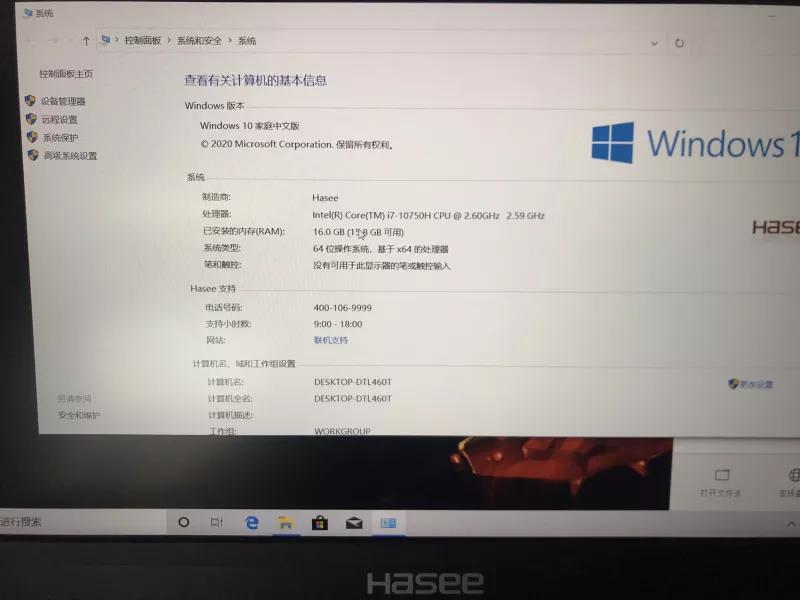 系统
控制面板 › 系统和安全 › 系统
控制面板主页
设备管理器
远程设置
系统保护
高级系统设置
查看有关计算机的基本信息
Windows 版本
Windows 10 家庭中文版
© 2020 Microsoft Corporation. 保留所有权利。
Windows 1
系统
制造商: Hasee
处理器: Intel(R) Core(TM) i7-10750H CPU @ 2.60GHz 2.59 GHz
已安装的内存(RAM): 16.0 GB (15.8 GB 可用)
系统类型: 64 位操作系统，基于 x64 的处理器
笔和触控: 没有可用于此显示器的笔或触控输入
Hase
Hasee 支持
电话号码: 400-106-9999
支持小时数: 9:00 - 18:00
网站: 联机支持
计算机名、域和工作组设置
计算机名: DESKTOP-DTL460T
更改设置
计算机全名: DESKTOP-DTL460T
计算机描述:
工作组: WORKGROUP
另请参阅
安全和维护
打开文件夹
进行搜索
Hasee